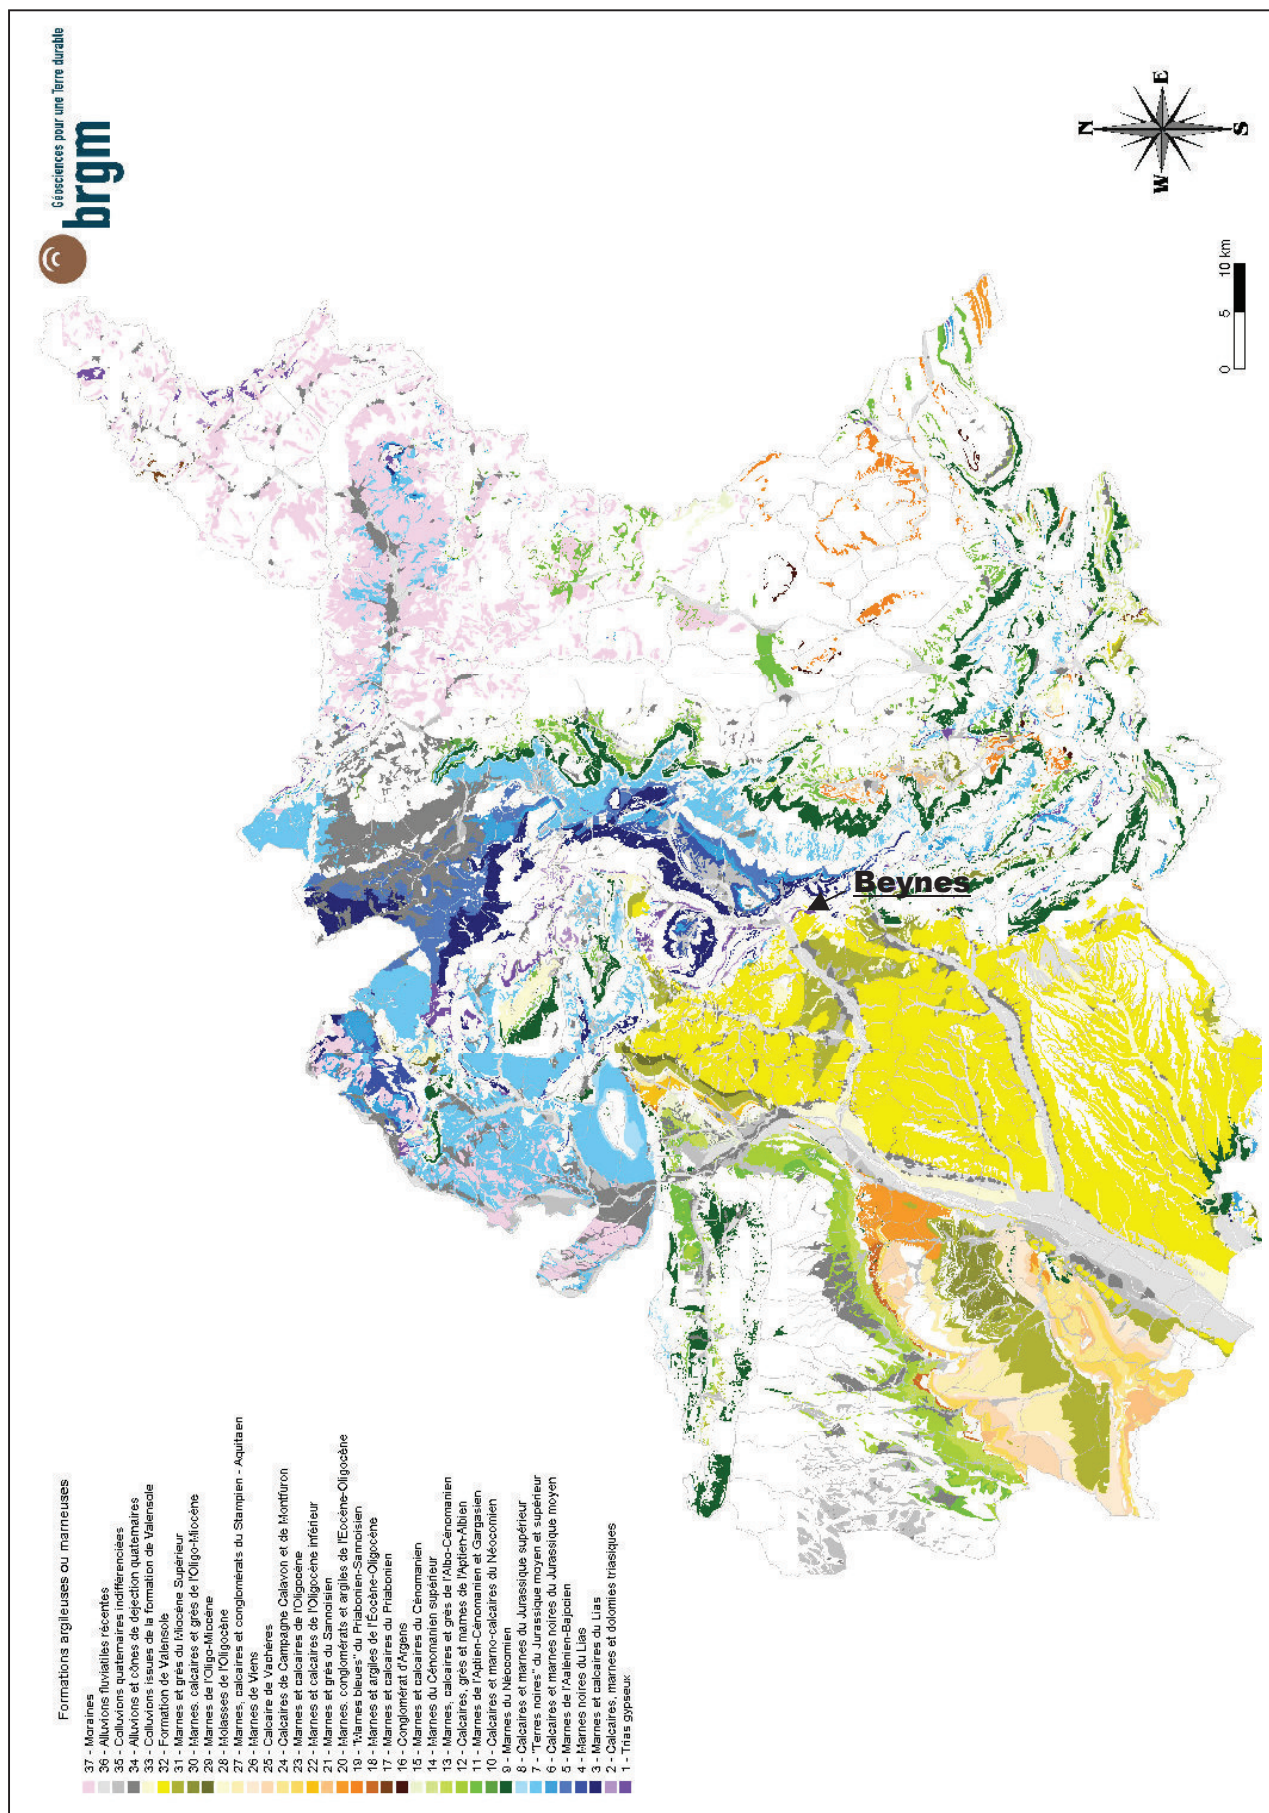 Géosciences pour une Terre durable
brgm
N
W
E
S
0
5
10 km
Beynes
Formations argileuses ou marneuses
37 - Moraines
36 - Alluvions fluviatiles récentes
35 - Colluvions quaternaires indifférenciées
34 - Alluvions et cônes de dejection quaternaires
33 - Colluvions issues de la formation de Valensole
32 - Formation de Valensole
31 - Marnes et grès du Miocène Supérieur
30 - Marnes, calcaires et grès de l'Oligo-Miocène
29 - Marnes de l'Oligo-Miocène
28 - Molasses de l'Oligocène
27 - Marnes, calcaires et conglomérats du Stampien - Aquitaen
26 - Marnes de Viens
25 - Calcaire de Vachères
24 - Calcaires de Campagne Calavon et de Montfuron
23 - Marnes et calcaires de l'Oligocène
22 - Marnes et calcaires de l'Oligocène inférieur
21 - Marnes et grès du Sannoisien
20 - Marnes, conglomérats et argiles de l'Eocène-Oligocène
19 - "Marnes bleues" du Priabonien-Sannoisien
18 - Marnes et argiles de l'Éocène-Oligocène
17 - Marnes et calcaires du Priabonien
16 - Conglomérat d'Argens
15 - Marnes et calcaires du Cénomanien
14 - Marnes du Cénomanien supérieur
13 - Marnes, calcaires et grès de l'Albo-Cénomanien
12 - Calcaires, grès et marnes de l'Aptien-Albien
11 - Marnes de l'Aptien-Cénomanien et Gargasien
10 - Calcaires et marno-calcaires du Néocomien
9 - Marnes du Néocomien
8 - Calcaires et marnes du Jurassique supérieur
7 - "Terres noires" du Jurassique moyen et supérieur
6 - Calcaires et marnes noires du Jurassique moyen
5 - Marnes de l'Aalénien-Bajocien
4 - Marnes noires du Lias
3 - Marnes et calcaires du Lias
2 - Calcaires, marnes et dolomies triasiques
1 - Trias gypseux